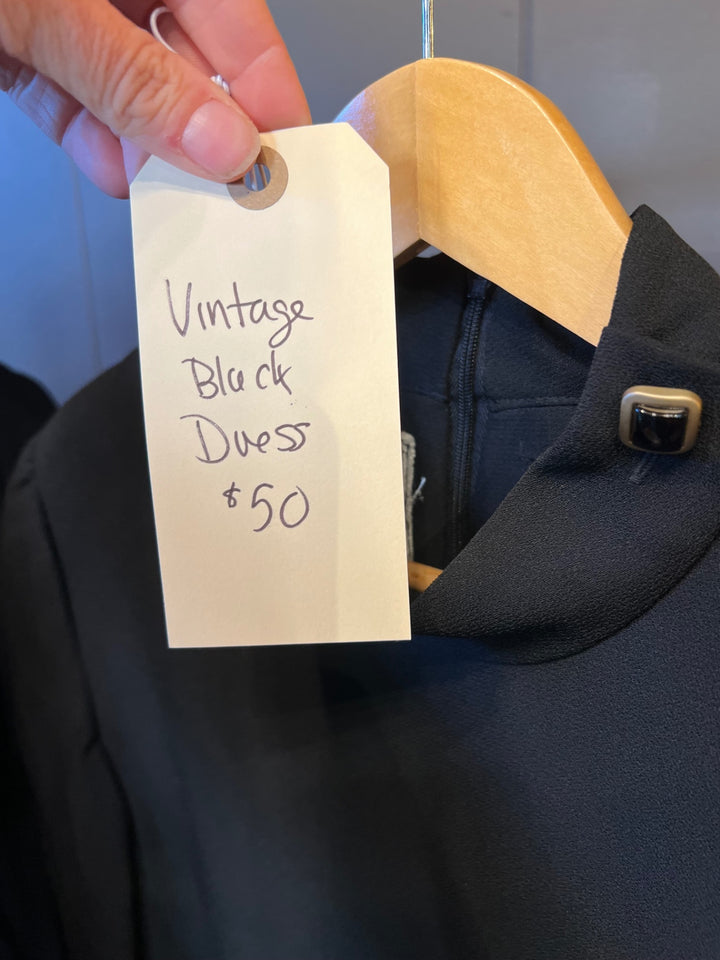 Vintage
Black
Dress
$50